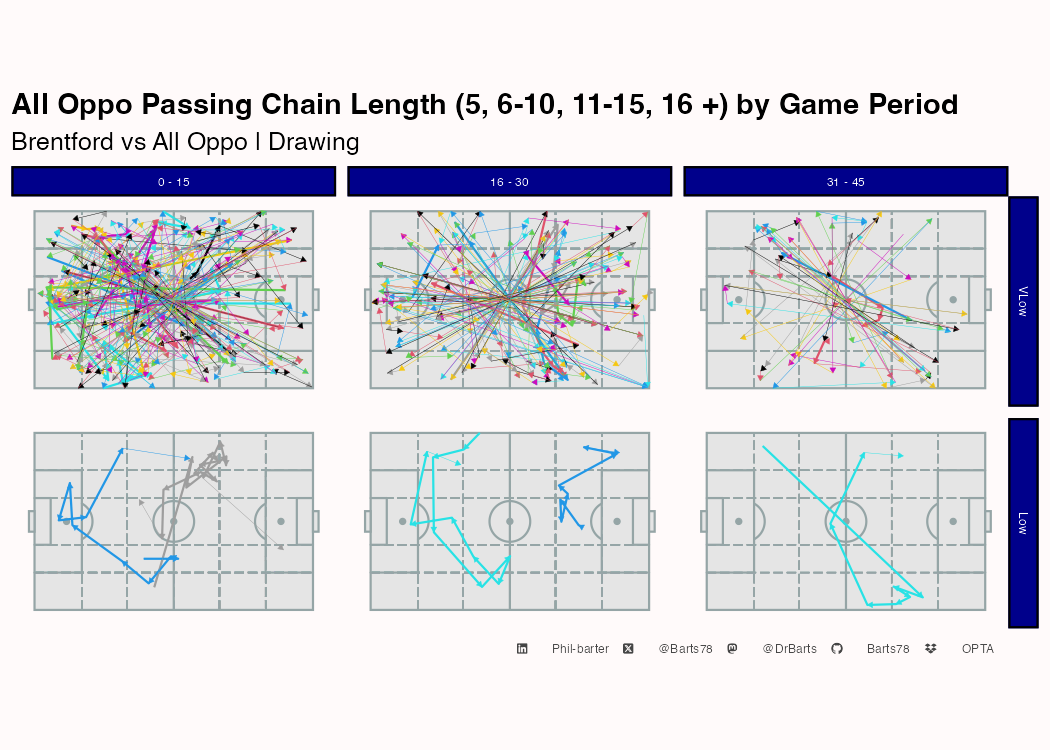 All Oppo Passing Chain Length (5, 6-10, 11-15, 16 +) by Game Period
Brentford vs All Oppo | Drawing
0 - 15
16 - 30
31 - 45
VLow
Low
Phil-barter @Barts78 @DrBarts Barts78 OPTA